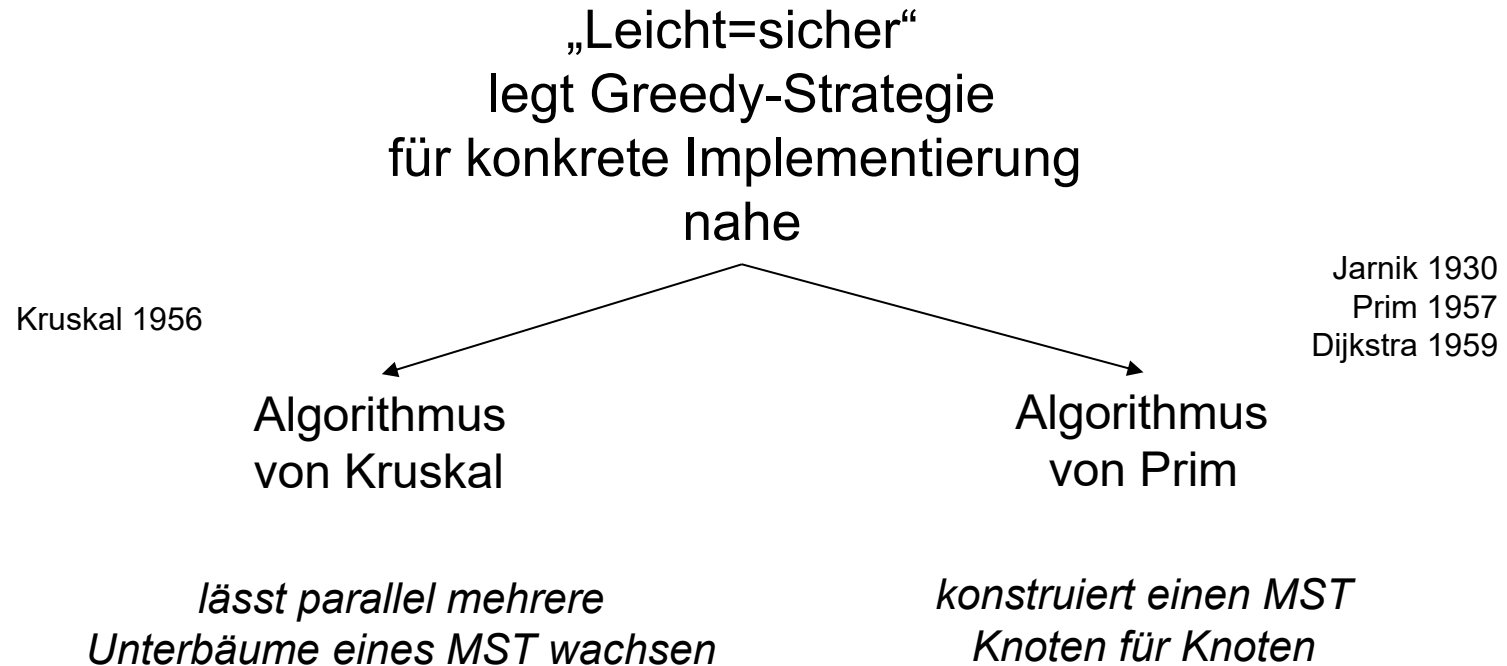 „Leicht=sicher“
legt Greedy-Strategie
für konkrete Implementierung
nahe
Kruskal 1956
Jarnik 1930
Prim 1957
Dijkstra 1959
Algorithmus
von Kruskal
lässt parallel mehrere
Unterbäume eines MST wachsen
Algorithmus
von Prim
konstruiert einen MST
Knoten für Knoten